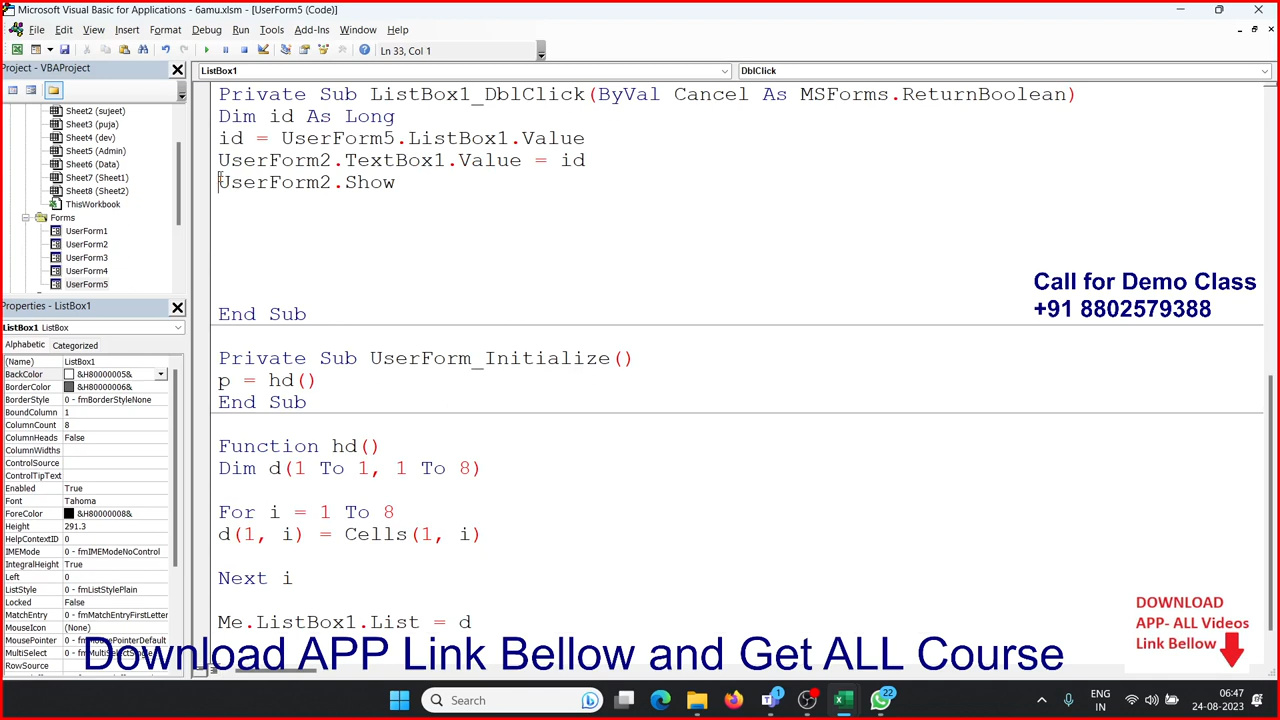 Microsoft Visual Basic for Applications - 6amu.xlsm - [UserForm5 (Code)]
File Edit View Insert Format Debug Run Tools Add-Ins Window Help
Ln 33, Col 1
Project - VBAProject
ListBox1 DblClick
Sheet2 (sujeet)
Sheet3 (puja)
Sheet4 (dev)
Sheet5 (Admin)
Sheet6 (Data)
Sheet7 (Sheet1)
Sheet8 (Sheet2)
ThisWorkbook
Forms
UserForm1
UserForm2
UserForm3
UserForm4
UserForm5
Properties - ListBox1
ListBox1 ListBox
Alphabetic Categorized
(Name) ListBox1
BackColor &H80000005&
BorderColor &H80000006&
BorderStyle 0 - fmBorderStyleNone
BoundColumn 1
ColumnCount 8
ColumnHeads False
ColumnWidths
ControlSource
ControlTipText
Enabled True
Font Tahoma
ForeColor &H80000008&
Height 291.3
HelpContextID 0
IMEMode 0 - fmIMEModeNoControl
IntegralHeight True
Left 0
ListStyle 0 - fmListStylePlain
Locked False
MatchEntry 0 - fmMatchEntryFirstLetter
MouseIcon (None)
MousePointer 0 - fmMousePointerDefault
MultiSelect
RowSource
Private Sub ListBox1_DblClick(ByVal Cancel As MSForms.ReturnBoolean)
Dim id As Long
id = UserForm5.ListBox1.Value
UserForm2.TextBox1.Value = id
UserForm2.Show
End Sub
Private Sub UserForm_Initialize()
p = hd()
End Sub
Function hd()
Dim d(1 To 1, 1 To 8)
For i = 1 To 8
d(1, i) = Cells(1, i)
Next i
Me.ListBox1.List = d
Call for Demo Class
+91 8802579388
DOWNLOAD
APP- ALL Videos
Link Bellow
Download APP Link Bellow and Get ALL Course
Search
1
22
ENG
IN
06:47
24-08-2023